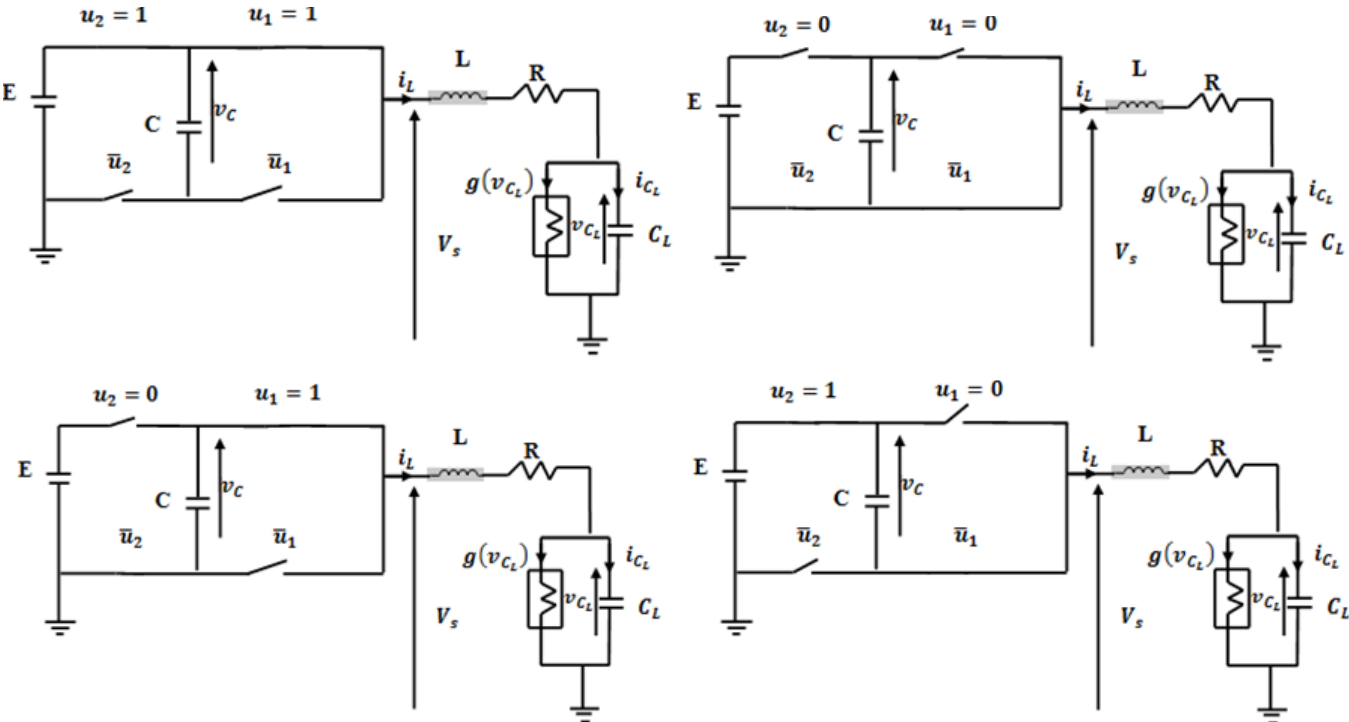 u₂ = 1 u₁ = 1
E
C
v_C
i_L
L
R
ū₂ ū₁
V_s
g(v_{C_L})
v_{C_L}
i_{C_L}
C_L
u₂ = 0 u₁ = 0
E
C
v_C
i_L
L
R
ū₂ ū₁
V_s
g(v_{C_L})
v_{C_L}
i_{C_L}
C_L
u₂ = 0 u₁ = 1
E
C
v_C
i_L
L
R
ū₂ ū₁
V_s
g(v_{C_L})
v_{C_L}
i_{C_L}
C_L
u₂ = 1 u₁ = 0
E
C
v_C
i_L
L
R
ū₂ ū₁
V_s
g(v_{C_L})
v_{C_L}
i_{C_L}
C_L